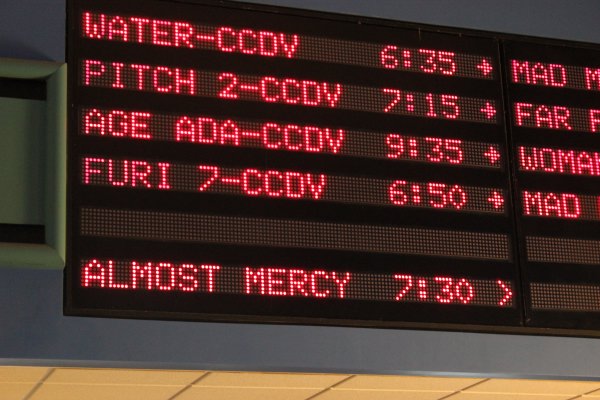 WATER-CCDV 6:35 +
PITCH 2-CCDV 7:15 +
AGE ADA-CCDV 9:35 +
FURI 7-CCDV 6:50 +
ALMOST MERCY 7:30 >
MAD
FAR
WOMAN
MAD